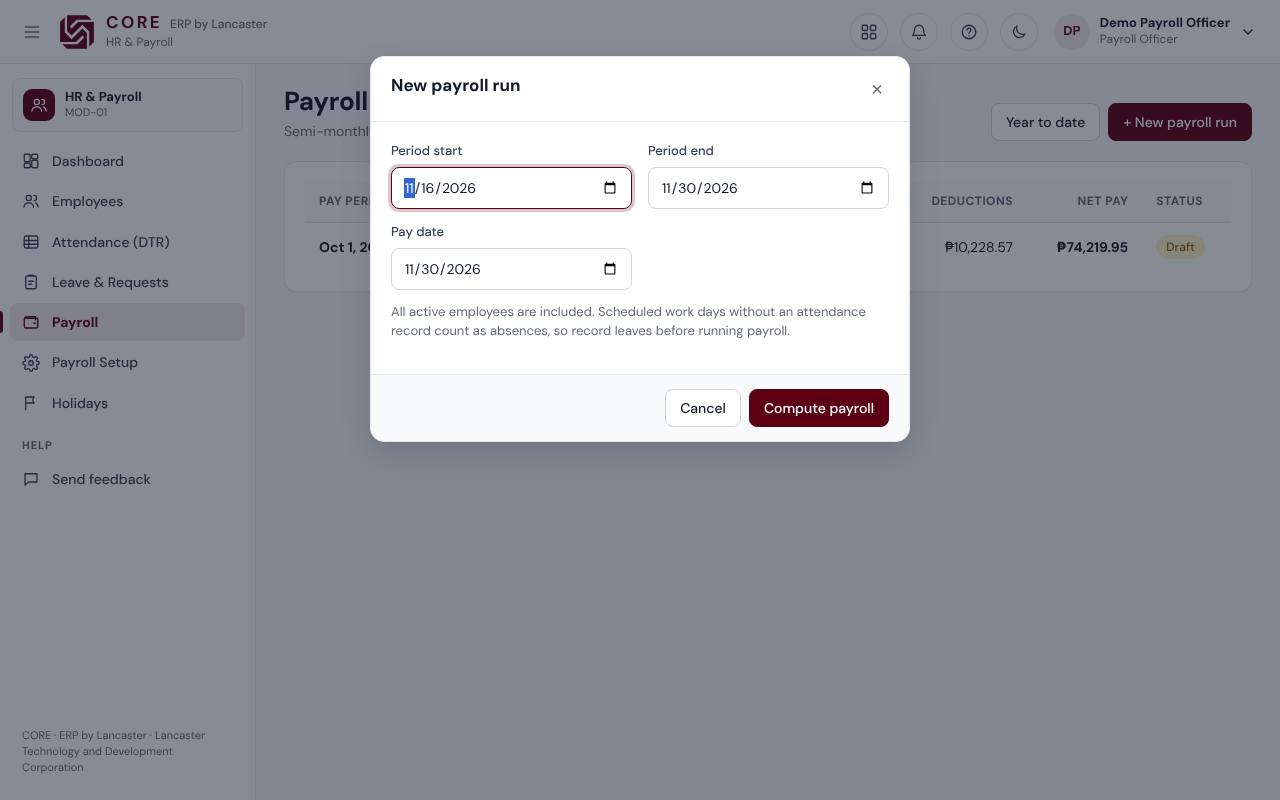 CORE ERP by Lancaster
HR & Payroll
DP
Demo Payroll Officer
Payroll Officer
HR & Payroll
MOD-01
Dashboard
Employees
Attendance (DTR)
Leave & Requests
Payroll
Payroll Setup
Holidays
HELP
Send feedback
CORE · ERP by Lancaster · Lancaster
Technology and Development
Corporation
Payroll
Year to date
+ New payroll run
DEDUCTIONS
NET PAY
STATUS
Oct 1,
₱10,228.57
₱74,219.95
Draft
New payroll run
×
Period start
Period end
11/16/2026
11/30/2026
Pay date
11/30/2026
All active employees are included. Scheduled work days without an attendance
record count as absences, so record leaves before running payroll.
Cancel
Compute payroll